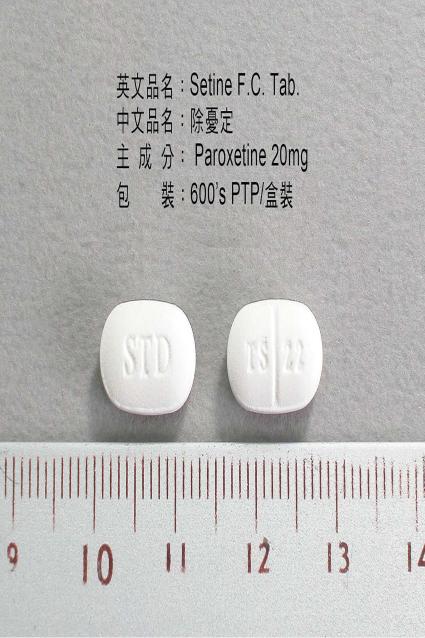 英文品名：Setine F.C. Tab.
中文品名：除憂定
主 成 分： Paroxetine 20mg
包 裝：600's PTP/盒裝
STD
TS 22
9 10 11 12 13 14